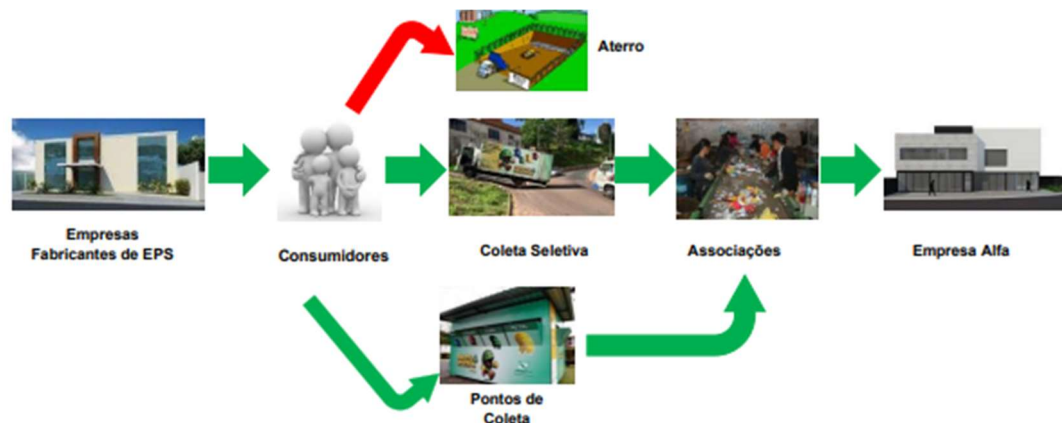 Aterro
Empresas
Fabricantes de EPS
Consumidores
Coleta Seletiva
Associações
Empresa Alfa
Pontos de
Coleta